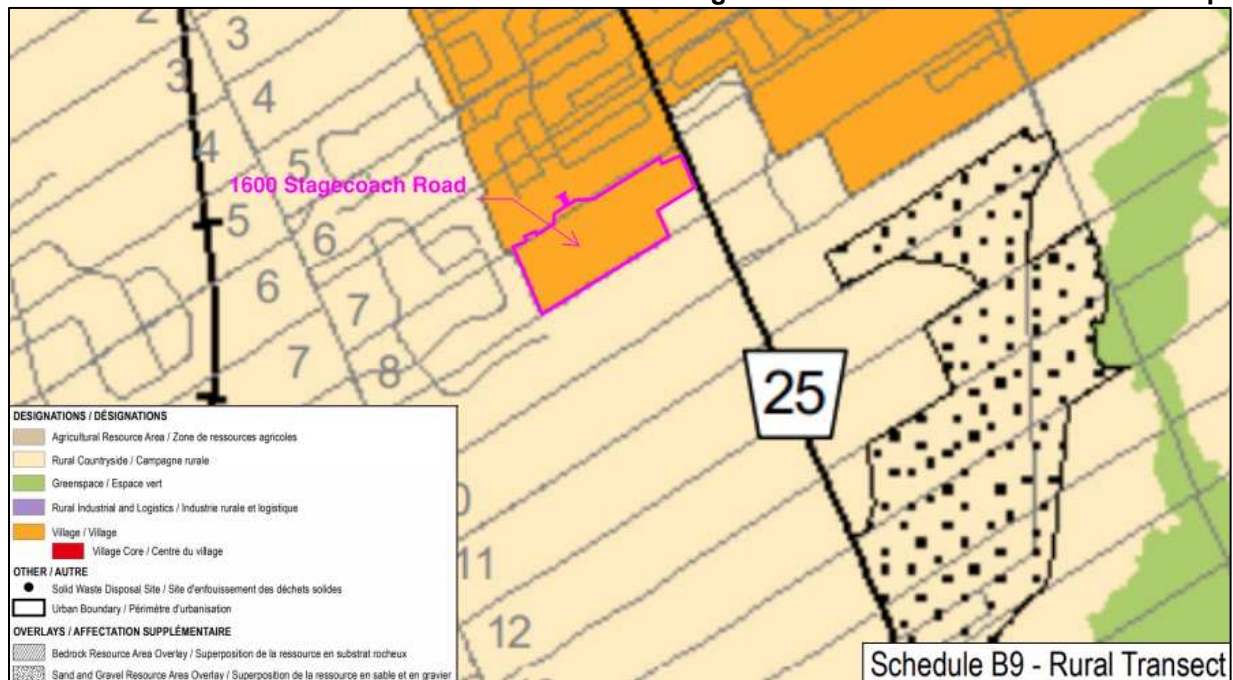 2
3
3
4
4
5
5
6
6
7
7
8
1600 Stagecoach Road
25
0
11
12
DESIGNATIONS / DÉSIGNATIONS
Agricultural Resource Area / Zone de ressources agricoles
Rural Countryside / Campagne rurale
Greenspace / Espace vert
Rural Industrial and Logistics / Industrie rurale et logistique
Village / Village
Village Core / Centre du village
OTHER / AUTRE
Solid Waste Disposal Site / Site d'enfouissement des déchets solides
Urban Boundary / Périmètre d'urbanisation
OVERLAYS / AFFECTATION SUPPLÉMENTAIRE
Bedrock Resource Area Overlay / Superposition de la ressource en substrat rocheux
Sand and Gravel Resource Area Overlay / Superposition de la ressource en sable et en gravier
Schedule B9 - Rural Transect